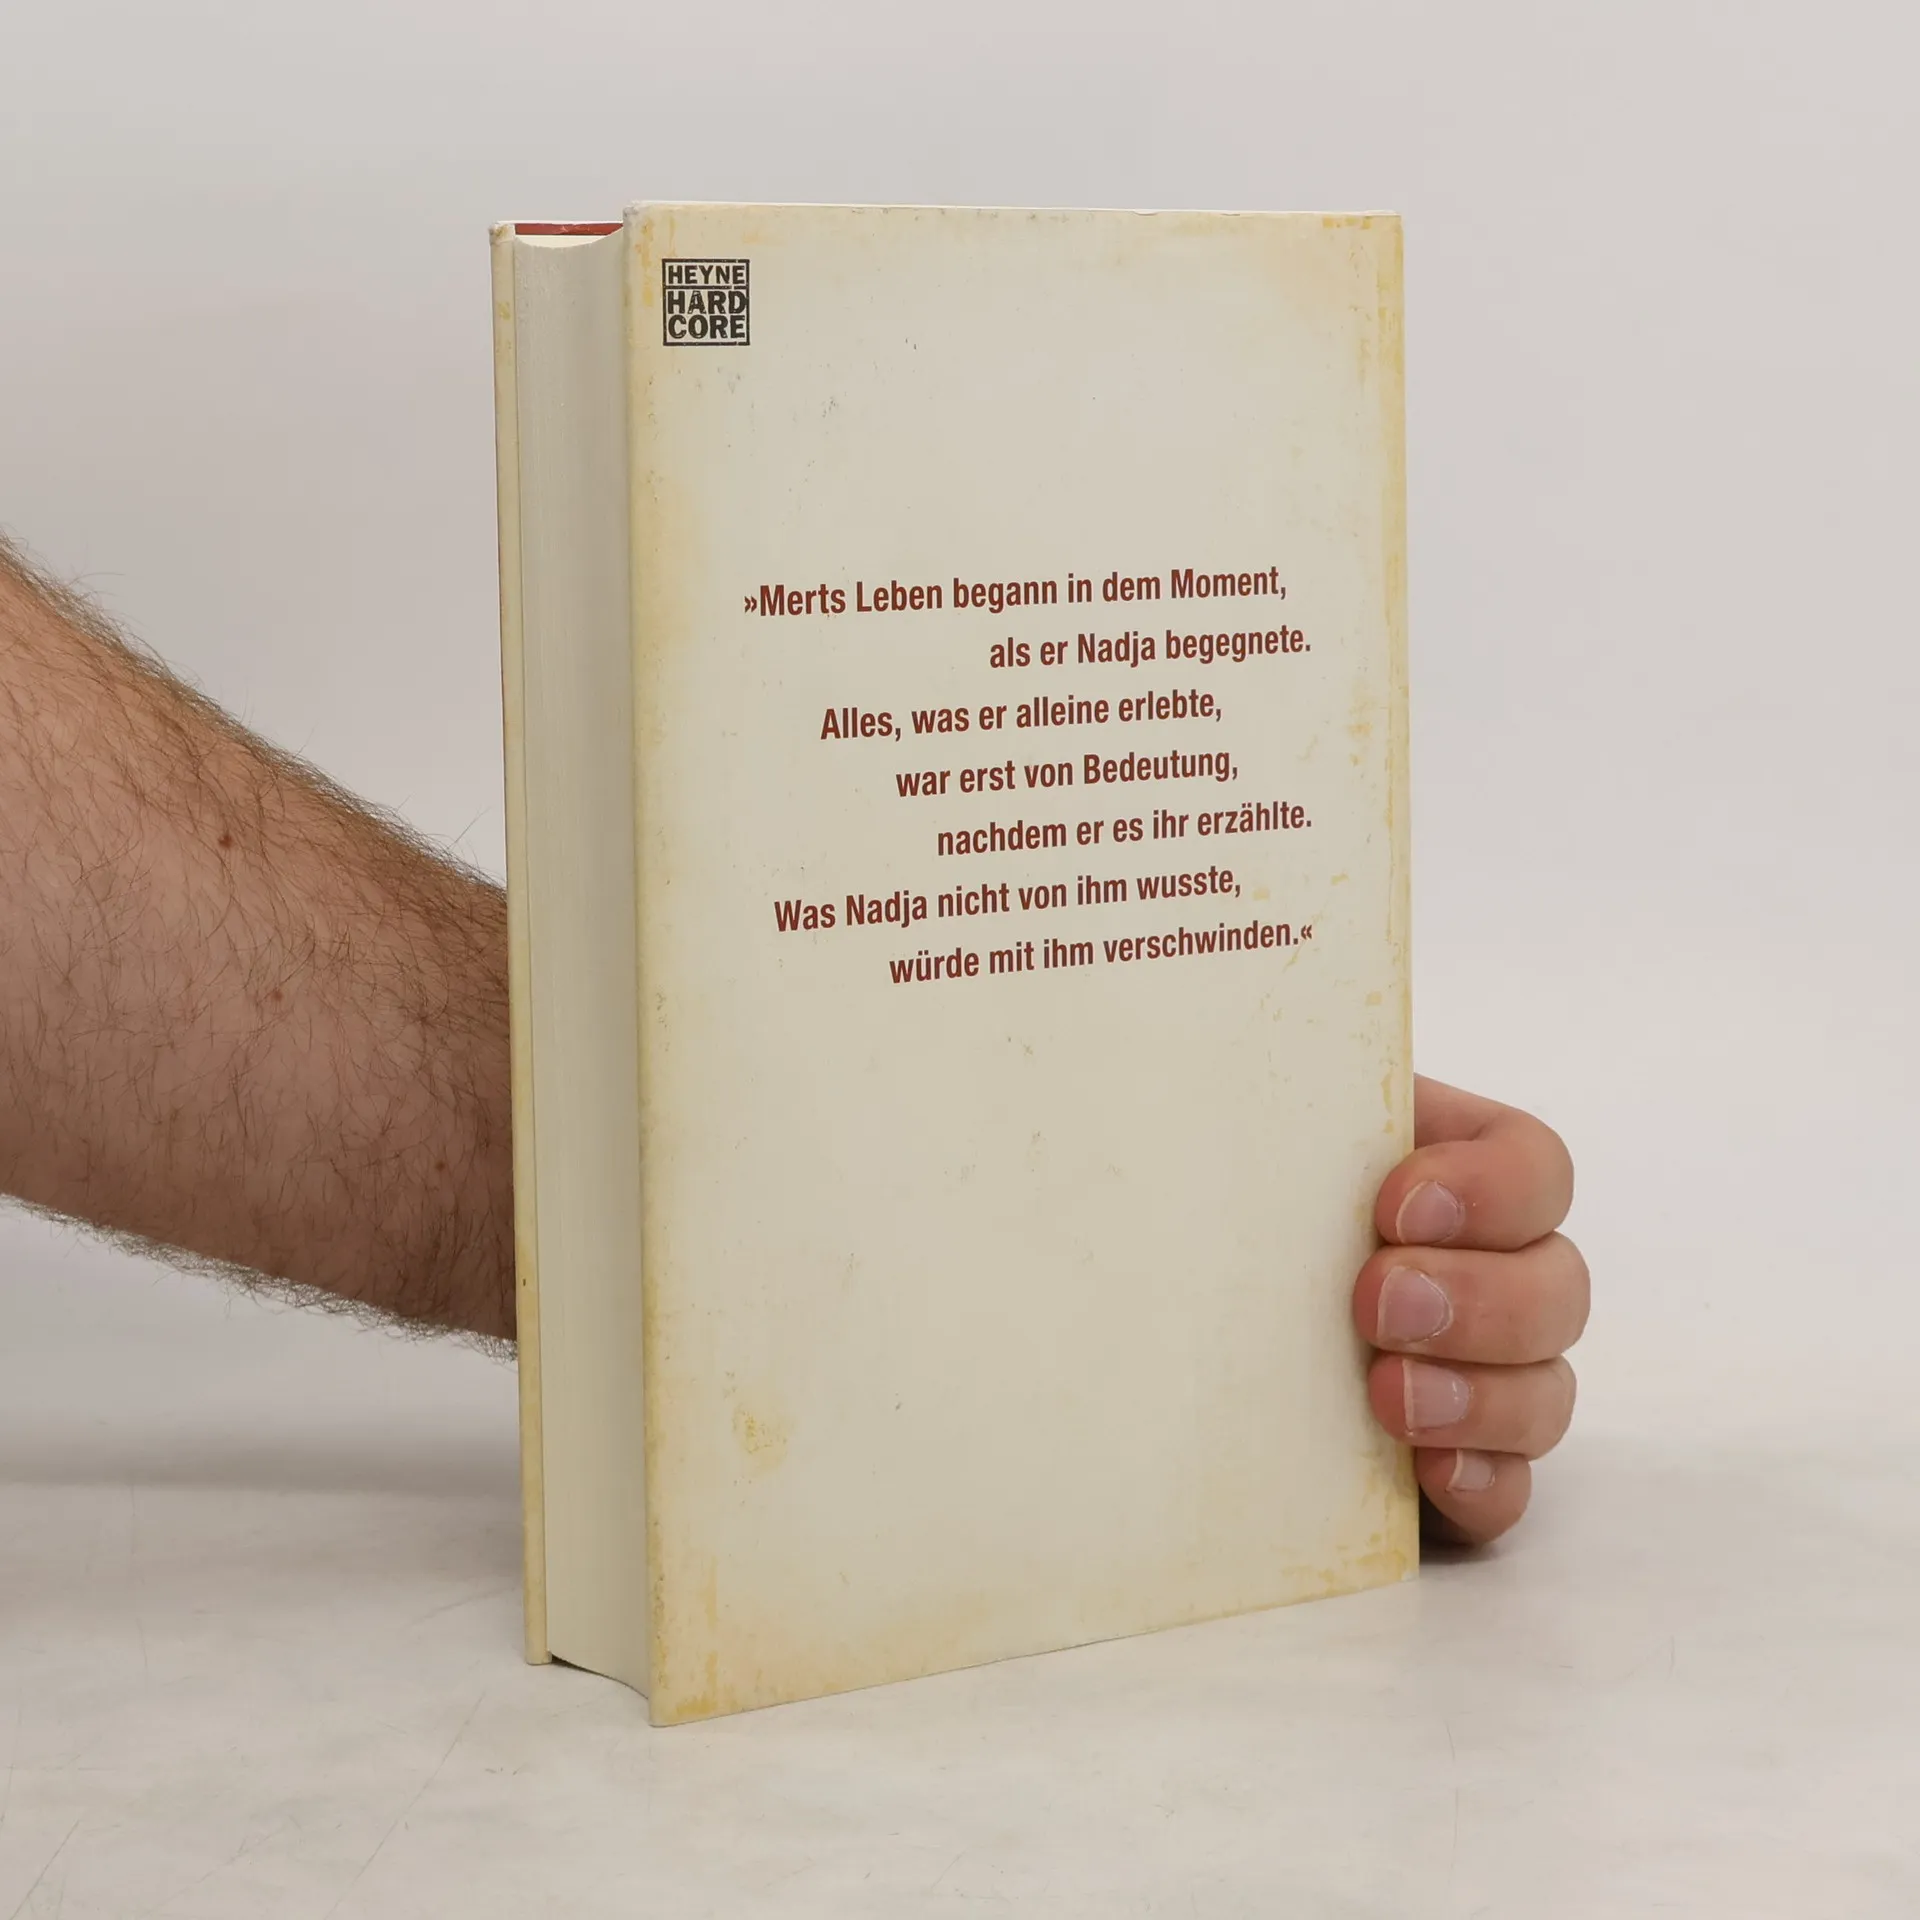 HEYNE
HARD
CORE
»Merts Leben begann in dem Moment,
als er Nadja begegnete.
Alles, was er alleine erlebte,
war erst von Bedeutung,
nachdem er es ihr erzählte.
Was Nadja nicht von ihm wusste,
würde mit ihm verschwinden.«